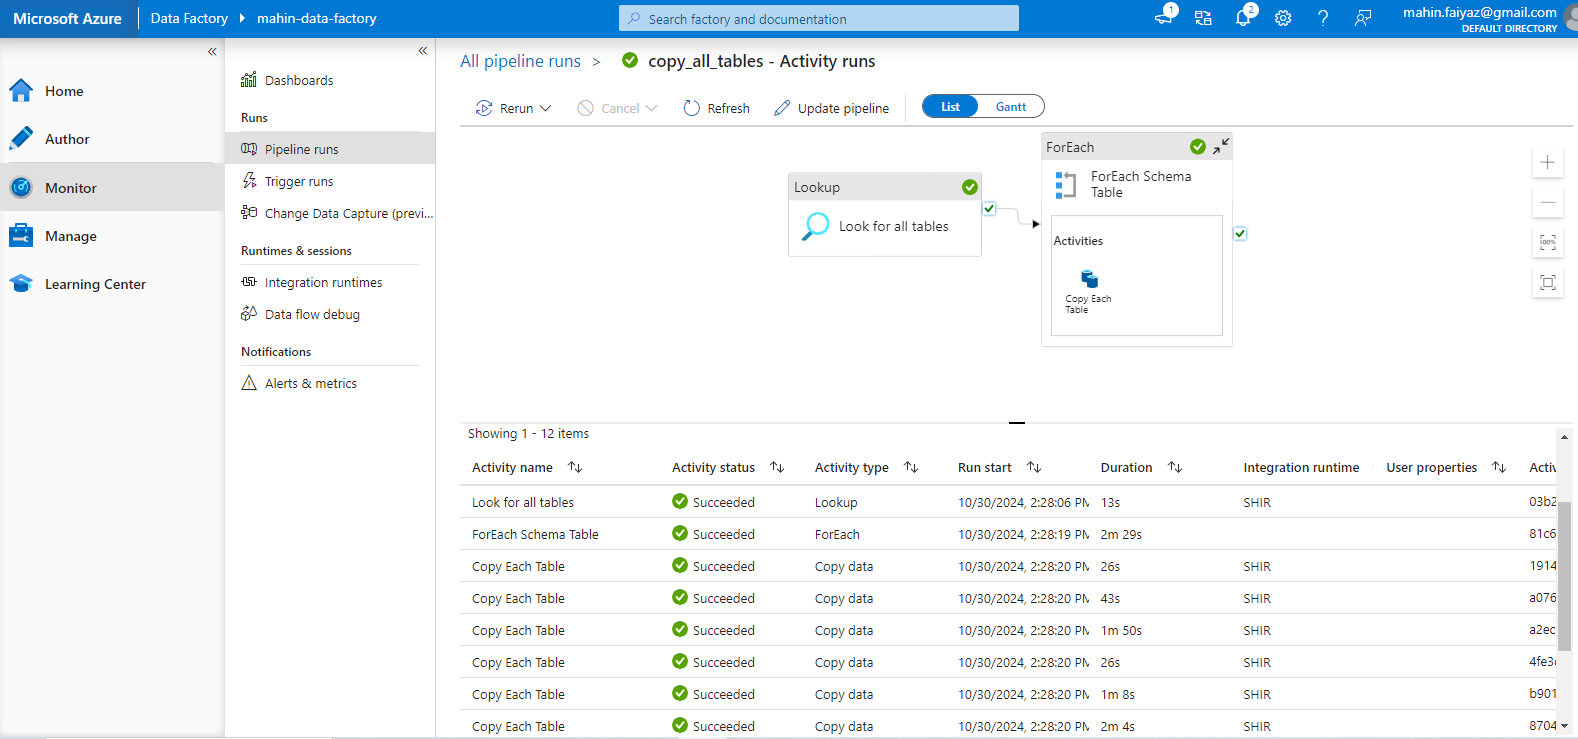 Microsoft Azure
Data Factory
mahin-data-factory
Search factory and documentation
1
2
mahin.faiyaz@gmail.com
DEFAULT DIRECTORY
Home
Author
Monitor
Manage
Learning Center
Dashboards
Runs
Pipeline runs
Trigger runs
Change Data Capture (previ...
Runtimes & sessions
Integration runtimes
Data flow debug
Notifications
Alerts & metrics
All pipeline runs > copy_all_tables - Activity runs
Rerun Cancel Refresh Update pipeline List Gantt
Lookup
Look for all tables
ForEach
ForEach Schema
Table
Activities
Copy Each
Table
100%
Showing 1 - 12 items
Activity name Activity status Activity type Run start Duration Integration runtime User properties Activ
Look for all tables Succeeded Lookup 10/30/2024, 2:28:06 PM 13s SHIR 03b2
ForEach Schema Table Succeeded ForEach 10/30/2024, 2:28:19 PM 2m 29s 81c6
Copy Each Table Succeeded Copy data 10/30/2024, 2:28:20 PM 26s SHIR 1914
Copy Each Table Succeeded Copy data 10/30/2024, 2:28:20 PM 43s SHIR a076
Copy Each Table Succeeded Copy data 10/30/2024, 2:28:20 PM 1m 50s SHIR a2ec
Copy Each Table Succeeded Copy data 10/30/2024, 2:28:20 PM 26s SHIR 4fe3
Copy Each Table Succeeded Copy data 10/30/2024, 2:28:20 PM 1m 8s SHIR b901
Copy Each Table Succeeded Copy data 10/30/2024, 2:28:20 PM 2m 4s SHIR 8704